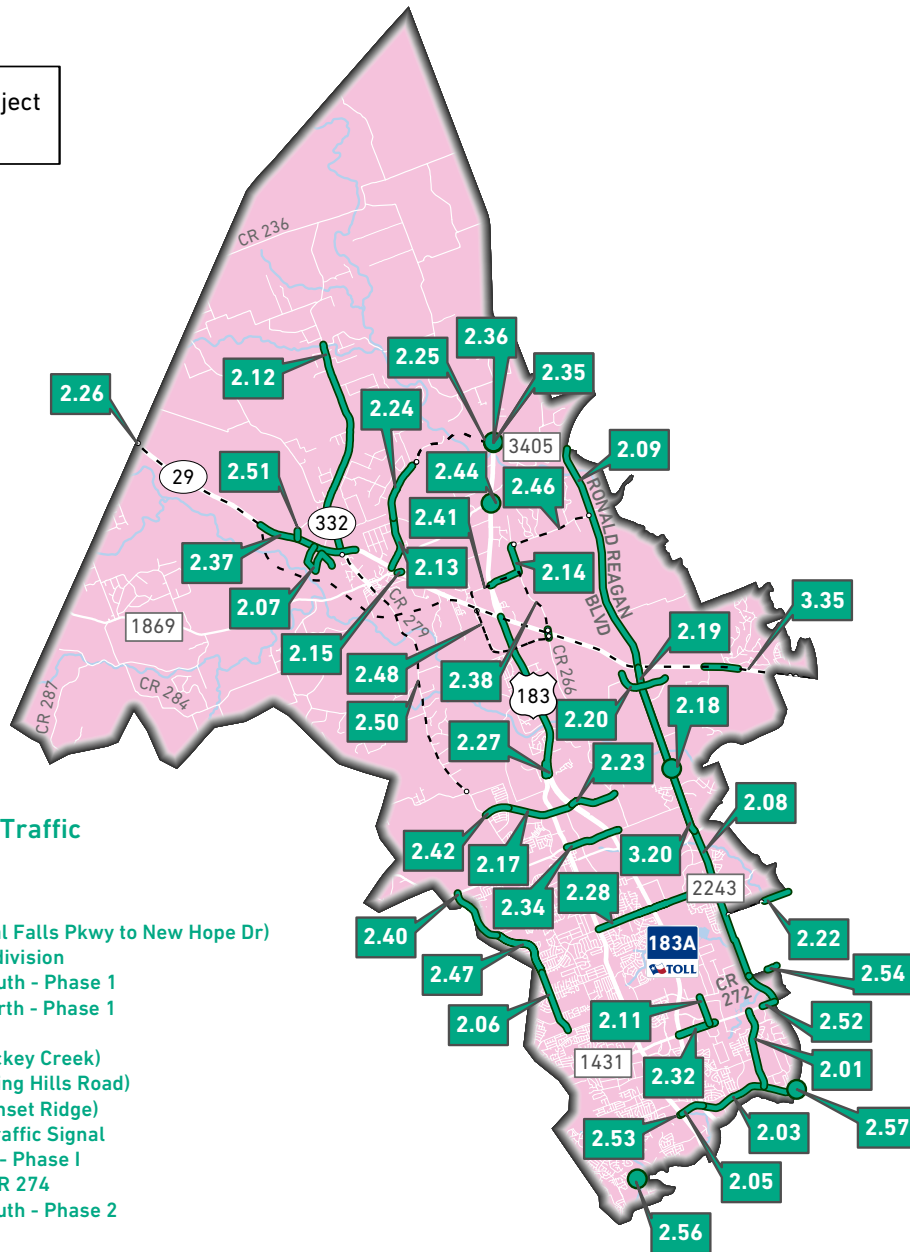 ject
CR 236
2.36
2.25
2.35
2.12
2.26
2.24
3405
2.09
29
2.51
2.44
2.46
332
2.41
RONALD REAGAN
BLVD
2.37
2.13
2.14
2.07
CR 279
3.35
1869
2.15
2.19
2.48
2.38
CR 266
CR 287
CR 284
183
2.20
2.18
2.50
2.27
2.23
2.08
Traffic
2.42
2.17
3.20
2.34
2.28
2243
l Falls Pkwy to New Hope Dr)
2.40
183A
TOLL
2.22
division
2.47
2.54
uth - Phase 1
CR
272
rth - Phase 1
2.06
2.11
2.52
ckey Creek)
1431
2.01
ing Hills Road)
2.32
nset Ridge)
raffic Signal
2.53
2.03
2.57
- Phase I
R 274
2.05
uth - Phase 2
2.56